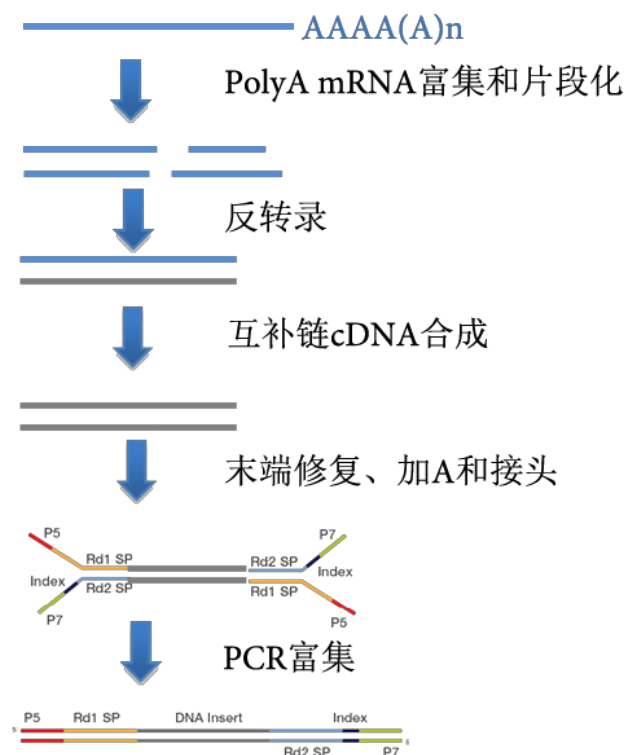 AAAA(A)n
PolyA mRNA富集和片段化
反转录
互补链cDNA合成
末端修复、加A和接头
P5
P7
Rd1 SP
Rd2 SP
Index
Index
Rd2 SP
Rd1 SP
P7
P5
PCR富集
P5 Rd1 SP DNA Insert Index
Rd2 SP P7